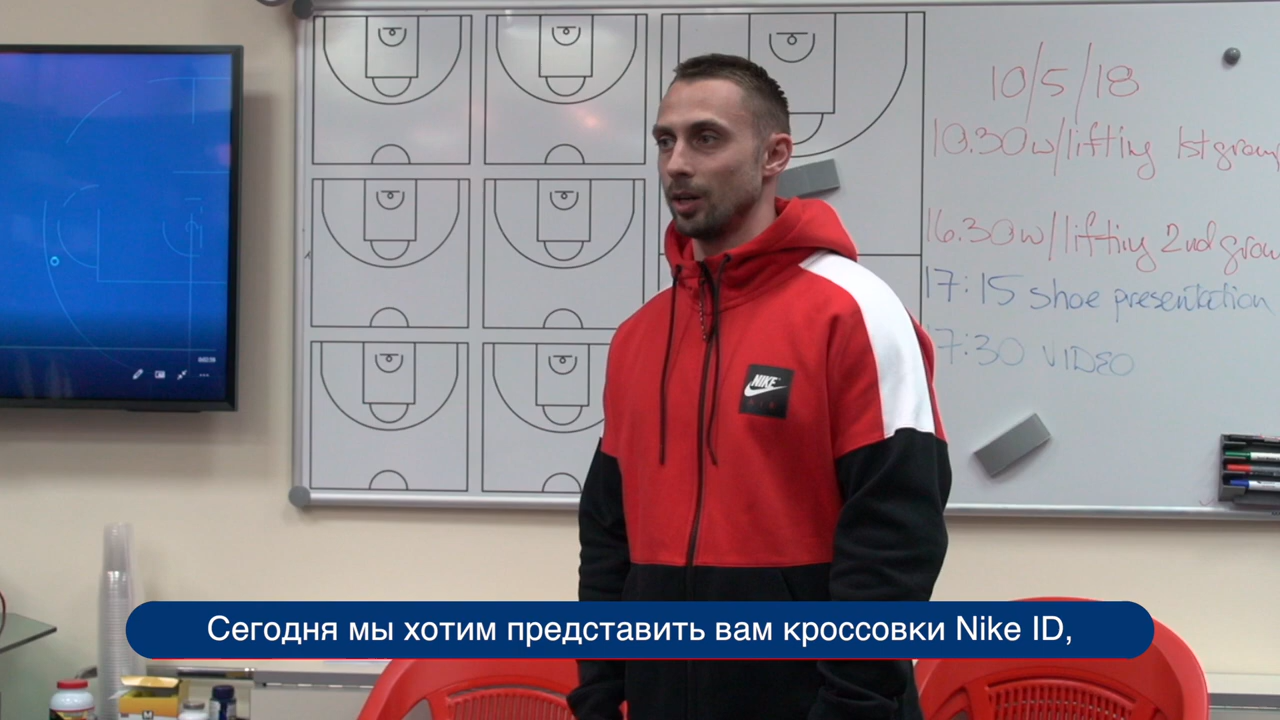 10/5/18
10.30 w/lifting 1st group
16.30 w/lifting 2nd group
17:15 shoe presentation
17:30 VIDEO
NIKE
AIR
Сегодня мы хотим представить вам кроссовки Nike ID,